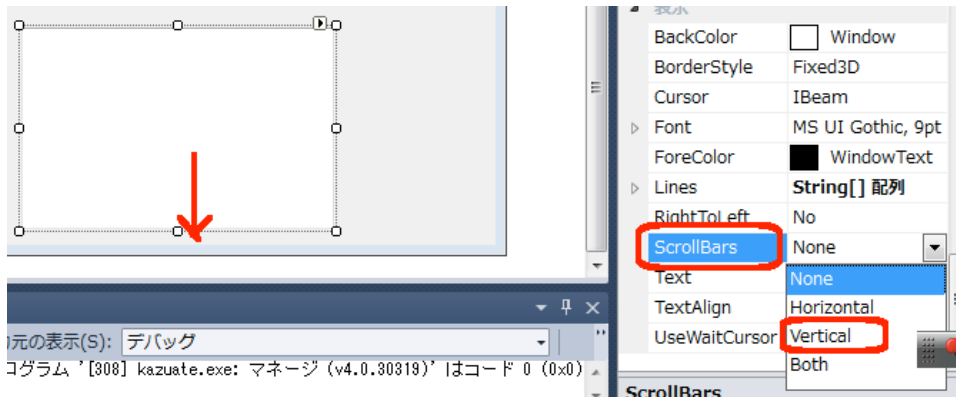 表示
BackColor Window
BorderStyle Fixed3D
Cursor IBeam
Font MS UI Gothic, 9pt
ForeColor WindowText
Lines String[] 配列
RightToLeft No
ScrollBars None
Text None
TextAlign Horizontal
UseWaitCursor Vertical
Both
ScrollBars
元の表示(S): デバッグ
ログラム '[308] kazuate.exe: マネージ (v4.0.30319)' はコード 0 (0x0)